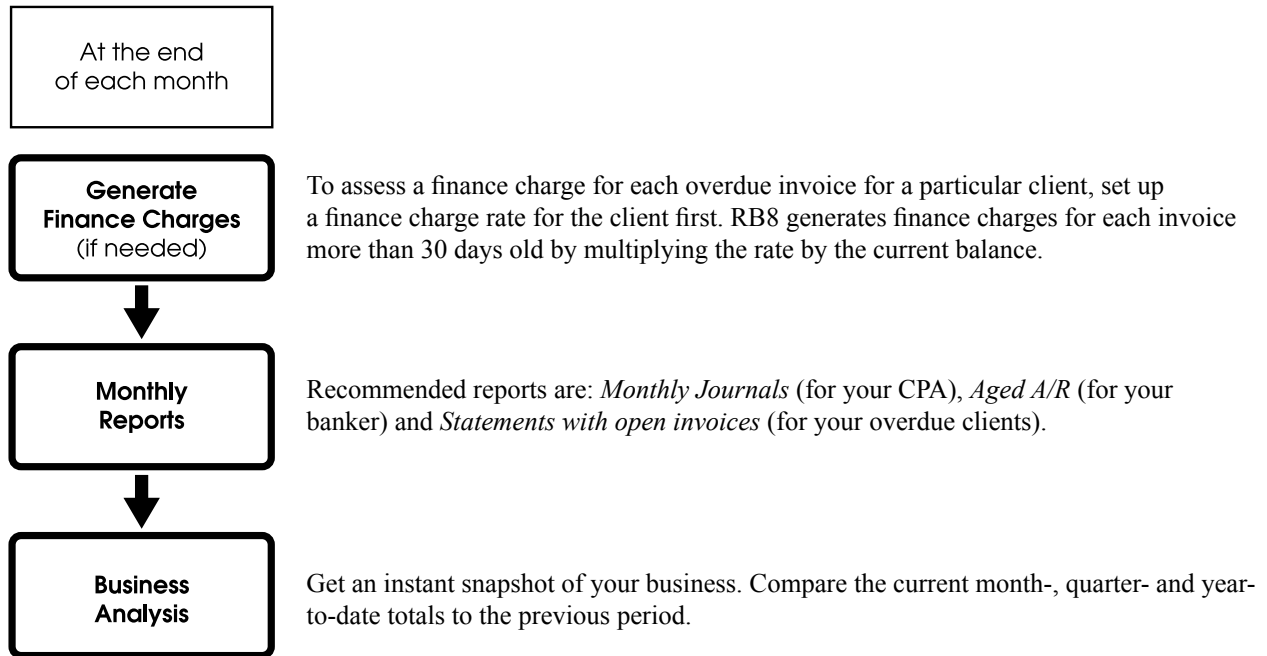 At the end
of each month
Generate
Finance Charges
(if needed)
To assess a finance charge for each overdue invoice for a particular client, set up
a finance charge rate for the client first. RB8 generates finance charges for each invoice
more than 30 days old by multiplying the rate by the current balance.
Monthly
Reports
Recommended reports are: Monthly Journals (for your CPA), Aged A/R (for your
banker) and Statements with open invoices (for your overdue clients).
Business
Analysis
Get an instant snapshot of your business. Compare the current month-, quarter- and year-
to-date totals to the previous period.